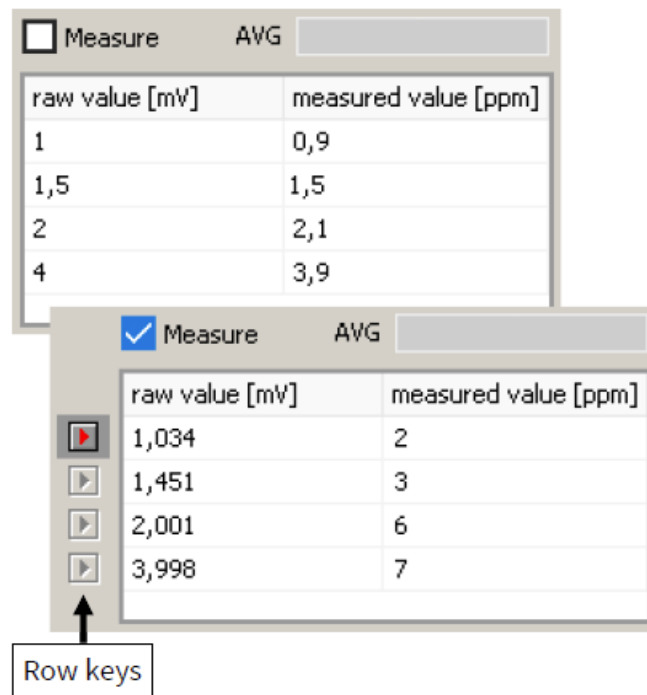 Measure AVG
raw value [mV] measured value [ppm]
1 0,9
1,5 1,5
2 2,1
4 3,9
Measure AVG
raw value [mV] measured value [ppm]
1,034 2
1,451 3
2,001 6
3,998 7
Row keys